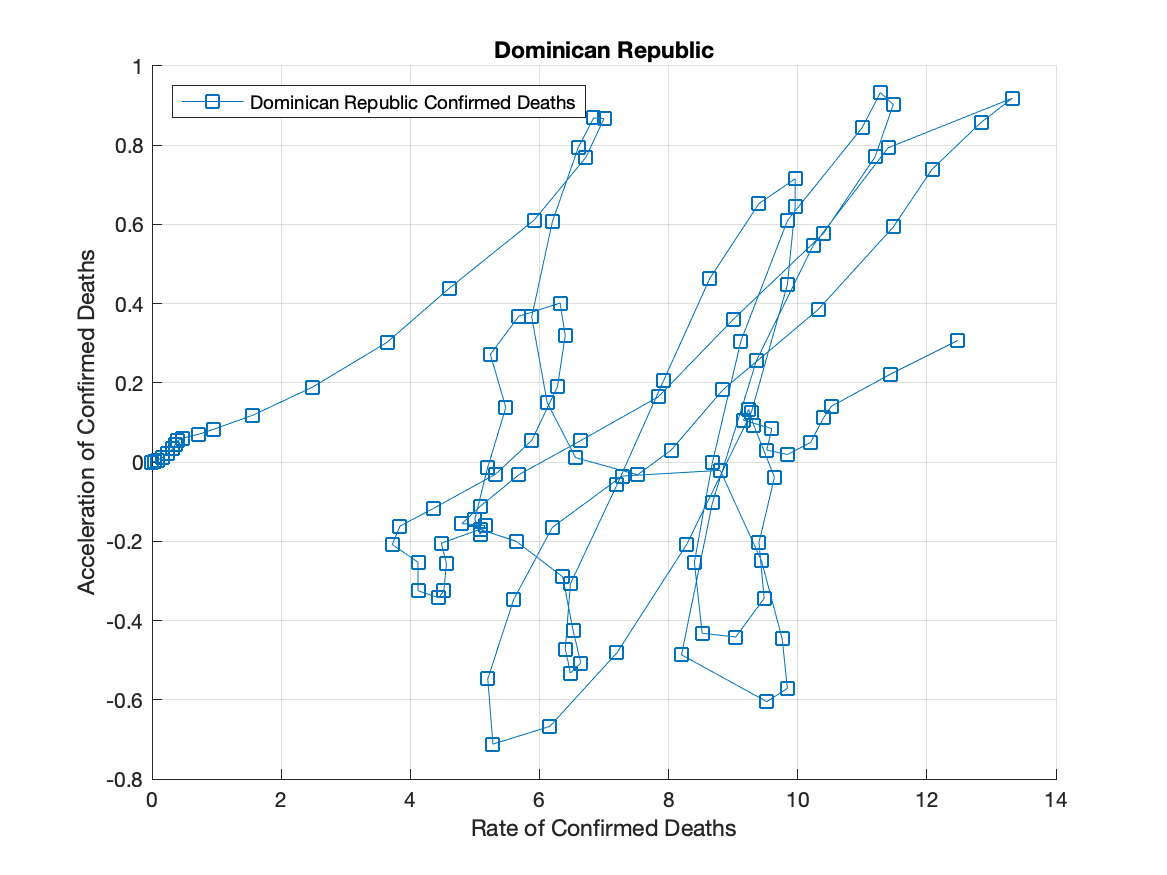 Dominican Republic
1
Dominican Republic Confirmed Deaths
0.8
0.6
0.4
0.2
0
-0.2
-0.4
-0.6
-0.8
Acceleration of Confirmed Deaths
0 2 4 6 8 10 12 14
Rate of Confirmed Deaths